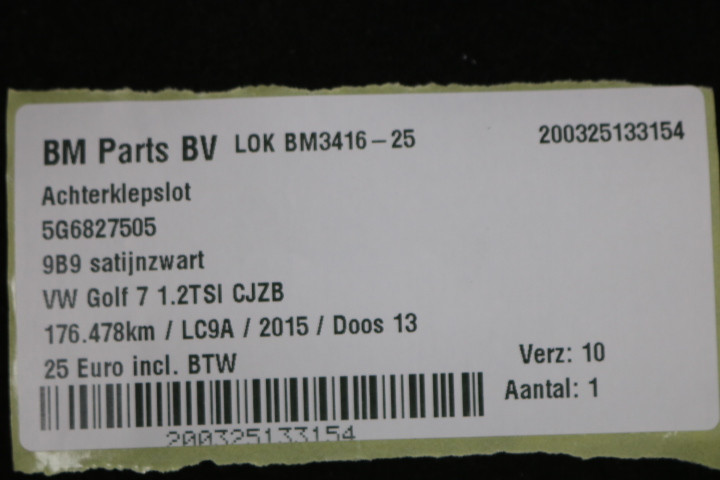 BM Parts BV LOK BM3416-25 200325133154
Achterklepslot
5G6827505
9B9 satijnzwart
VW Golf 7 1.2TSI CJZB
176.478km / LC9A / 2015 / Doos 13
25 Euro incl. BTW Verz: 10
Aantal: 1
200325133154